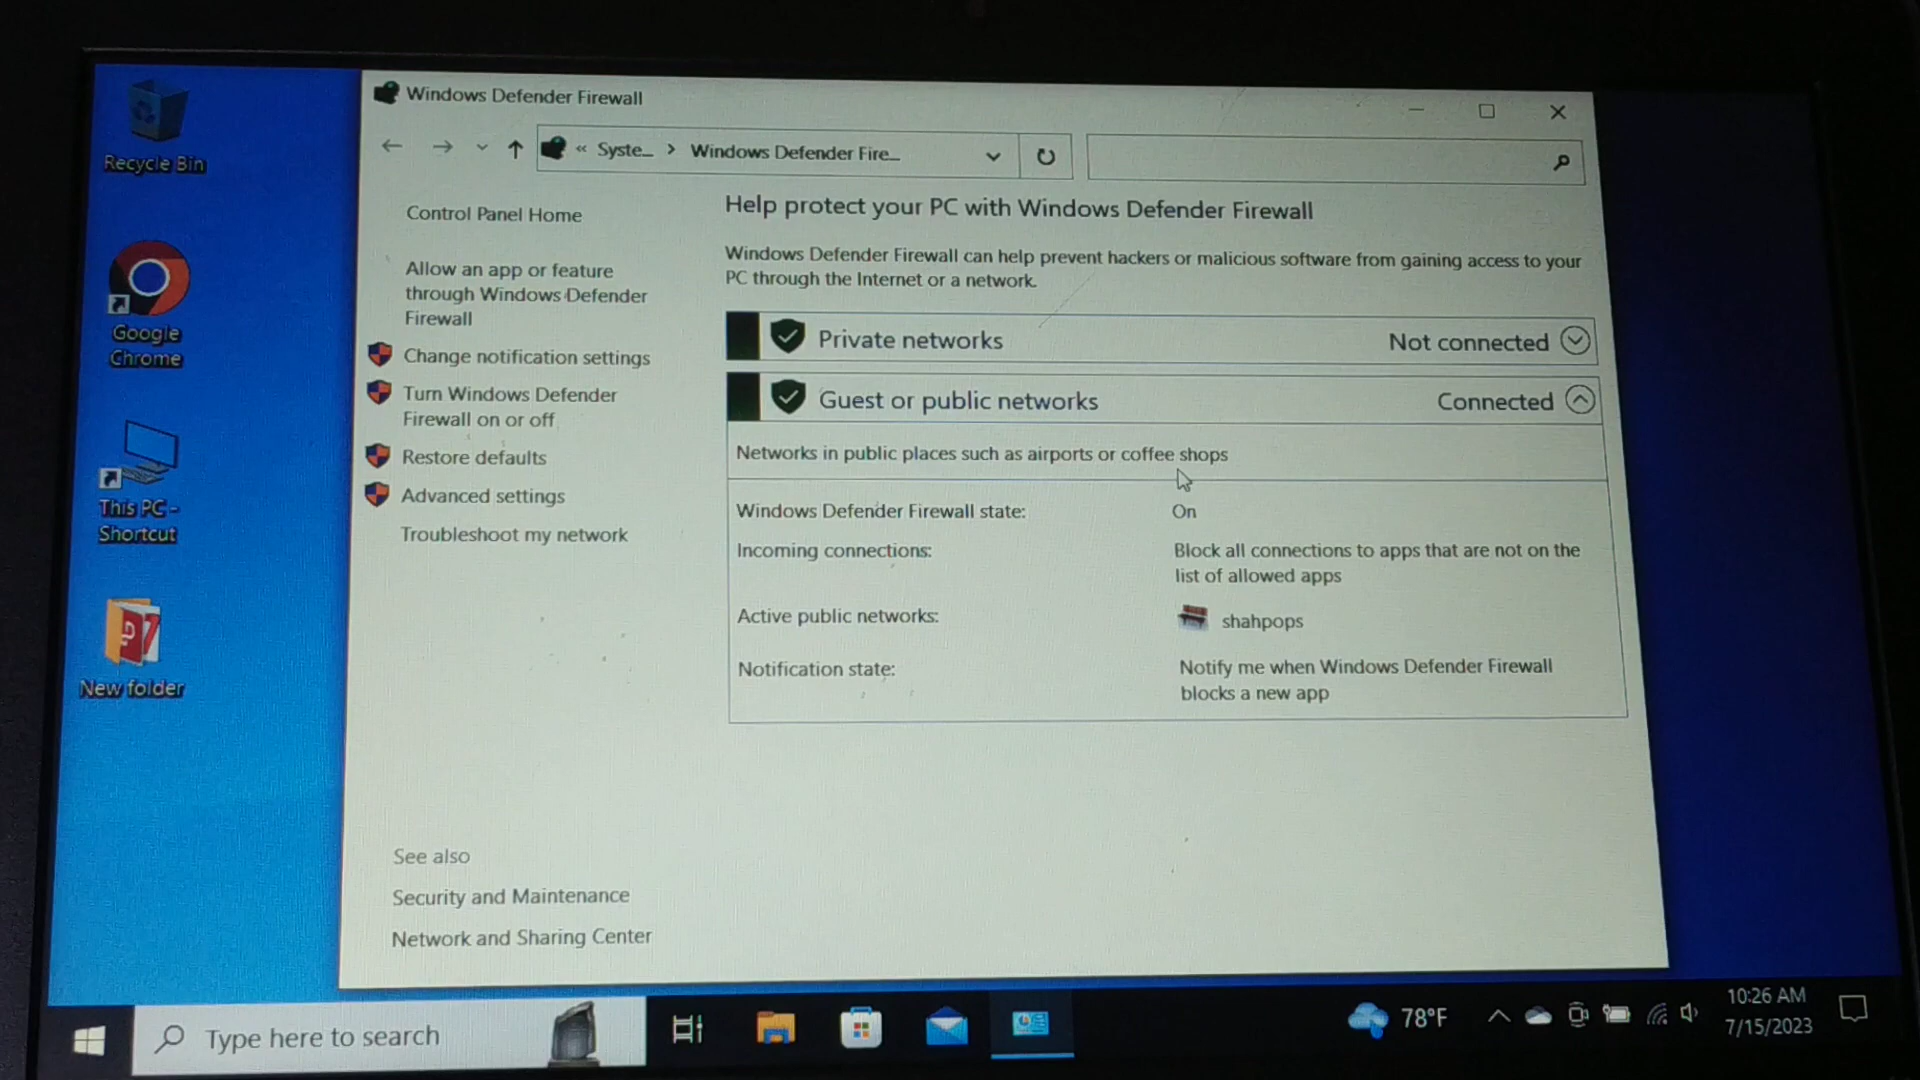 Recycle Bin
Google
Chrome
This PC -
Shortcut
New folder
Windows Defender Firewall
« Syste... > Windows Defender Fire...
Control Panel Home
Allow an app or feature
through Windows Defender
Firewall
Change notification settings
Turn Windows Defender
Firewall on or off
Restore defaults
Advanced settings
Troubleshoot my network
See also
Security and Maintenance
Network and Sharing Center
Help protect your PC with Windows Defender Firewall
Windows Defender Firewall can help prevent hackers or malicious software from gaining access to your
PC through the Internet or a network.
Private networks Not connected
Guest or public networks Connected
Networks in public places such as airports or coffee shops
Windows Defender Firewall state: On
Incoming connections: Block all connections to apps that are not on the
list of allowed apps
Active public networks: shahpops
Notification state: Notify me when Windows Defender Firewall
blocks a new app
Type here to search
78°F
10:26 AM
7/15/2023